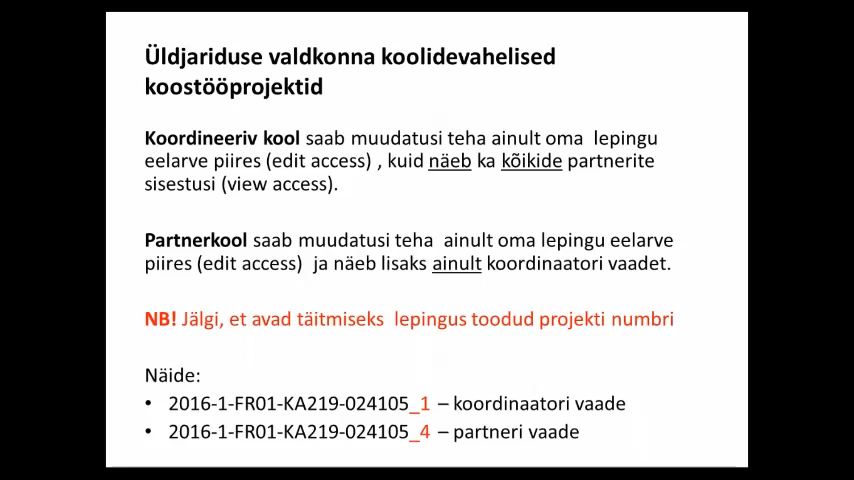 Üldjariduse valdkonna koolidevahelised
koostööprojektid
Koordineeriv kool saab muudatusi teha ainult oma lepingu
eelarve piires (edit access) , kuid näeb ka kõikide partnerite
sisestusi (view access).
Partnerkool saab muudatusi teha ainult oma lepingu eelarve
piires (edit access) ja näeb lisaks ainult koordinaatori vaadet.
NB! Jälgi, et avad täitmiseks lepingus toodud projekti numbri
Näide:
• 2016-1-FR01-KA219-024105_1 – koordinaatori vaade
• 2016-1-FR01-KA219-024105_4 – partneri vaade